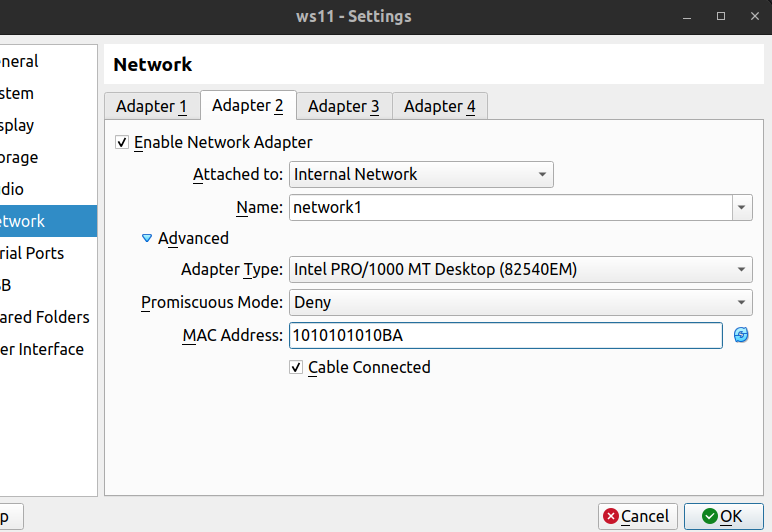 ws11 - Settings
eneral
stem
splay
orage
dio
etwork
rial Ports
B
ared Folders
er Interface
Network
Adapter 1 Adapter 2 Adapter 3 Adapter 4
Enable Network Adapter
Attached to: Internal Network
Name: network1
Advanced
Adapter Type: Intel PRO/1000 MT Desktop (82540EM)
Promiscuous Mode: Deny
MAC Address: 1010101010BA
Cable Connected
p
Cancel OK